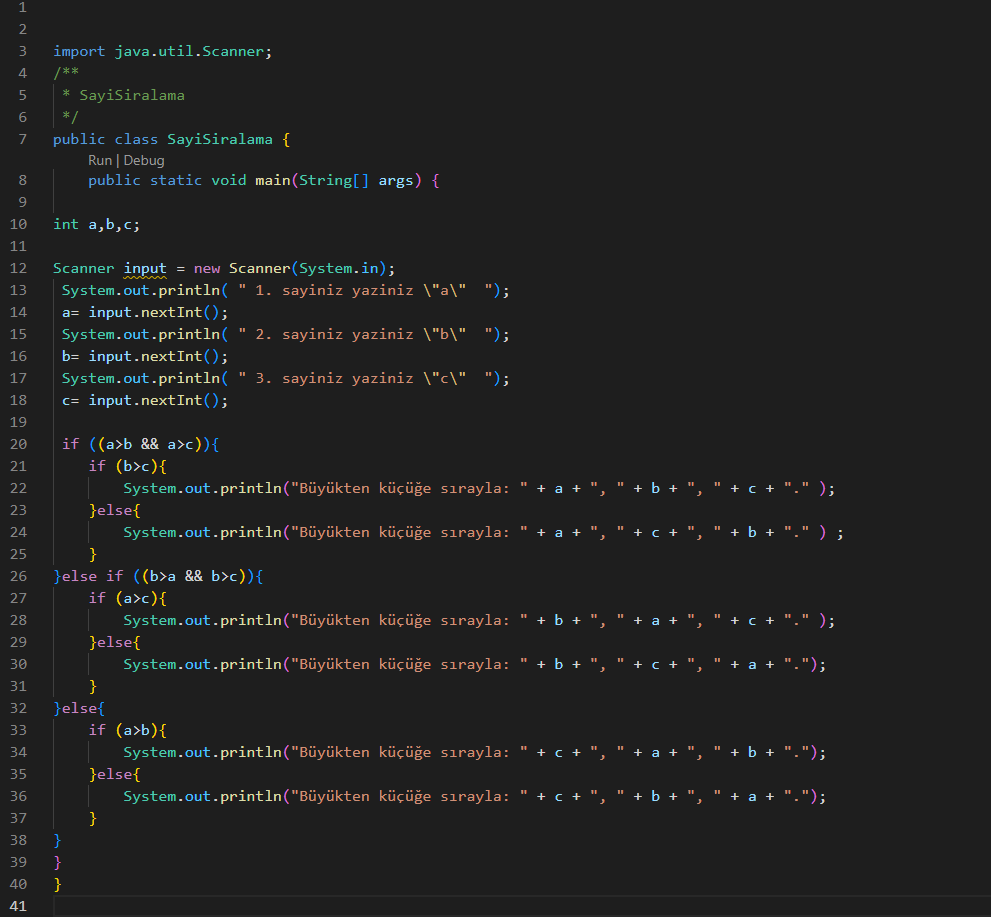 1
2
3 import java.util.Scanner;
4 /**
5 * SayiSiralama
6 */
7 public class SayiSiralama {
Run | Debug
8 public static void main(String[] args) {
9
10 int a,b,c;
11
12 Scanner input = new Scanner(System.in);
13 System.out.println( " 1. sayiniz yaziniz \"a\"  ");
14 a= input.nextInt();
15 System.out.println( " 2. sayiniz yaziniz \"b\"  ");
16 b= input.nextInt();
17 System.out.println( " 3. sayiniz yaziniz \"c\"  ");
18 c= input.nextInt();
19
20 if ((a>b && a>c)){
21 if (b>c){
22 System.out.println("Büyükten küçüğe sırayla: " + a + ", " + b + ", " + c + "." );
23 }else{
24 System.out.println("Büyükten küçüğe sırayla: " + a + ", " + c + ", " + b + "." ) ;
25 }
26 }else if ((b>a && b>c)){
27 if (a>c){
28 System.out.println("Büyükten küçüğe sırayla: " + b + ", " + a + ", " + c + "." );
29 }else{
30 System.out.println("Büyükten küçüğe sırayla: " + b + ", " + c + ", " + a + ".");
31 }
32 }else{
33 if (a>b){
34 System.out.println("Büyükten küçüğe sırayla: " + c + ", " + a + ", " + b + ".");
35 }else{
36 System.out.println("Büyükten küçüğe sırayla: " + c + ", " + b + ", " + a + ".");
37 }
38 }
39 }
40 }
41